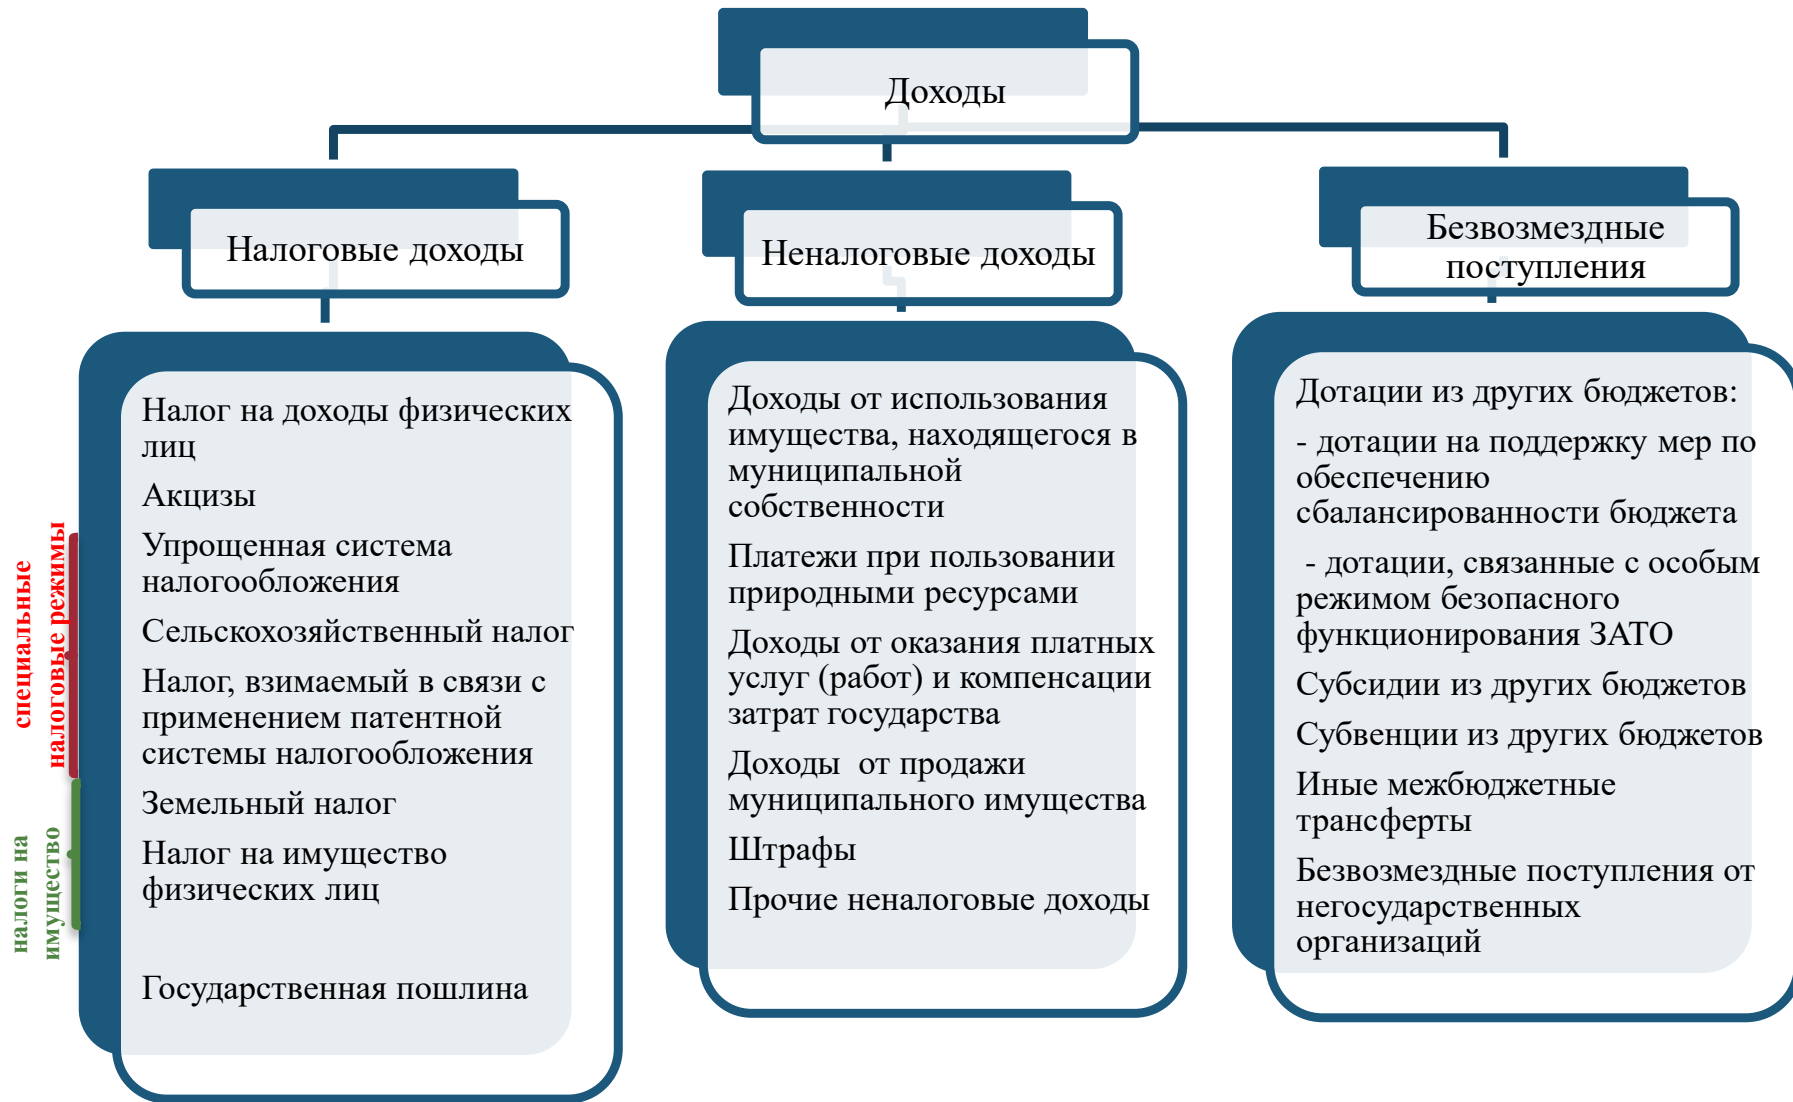 Доходы
Налоговые доходы
Налог на доходы физических
лиц
Акцизы
Упрощенная система
налогообложения
Сельскохозяйственный налог
Налог, взимаемый в связи с
применением патентной
системы налогообложения
Земельный налог
Налог на имущество
физических лиц
Государственная пошлина
специальные
налоговые режимы
налоги на
имущество
Неналоговые доходы
Доходы от использования
имущества, находящегося в
муниципальной
собственности
Платежи при пользовании
природными ресурсами
Доходы от оказания платных
услуг (работ) и компенсации
затрат государства
Доходы  от продажи
муниципального имущества
Штрафы
Прочие неналоговые доходы
Безвозмездные
поступления
Дотации из других бюджетов:
- дотации на поддержку мер по
обеспечению
сбалансированности бюджета
- дотации, связанные с особым
режимом безопасного
функционирования ЗАТО
Субсидии из других бюджетов
Субвенции из других бюджетов
Иные межбюджетные
трансферты
Безвозмездные поступления от
негосударственных
организаций